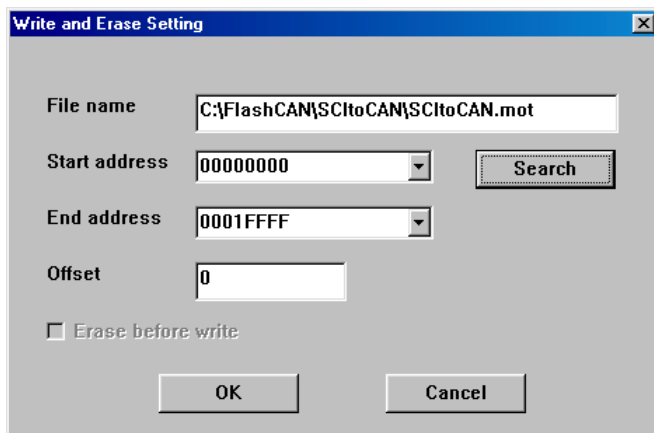 Write and Erase Setting
File name C:\FlashCAN\SCItoCAN\SCItoCAN.mot
Start address 00000000 Search
End address 0001FFFF
Offset 0
Erase before write
OK Cancel